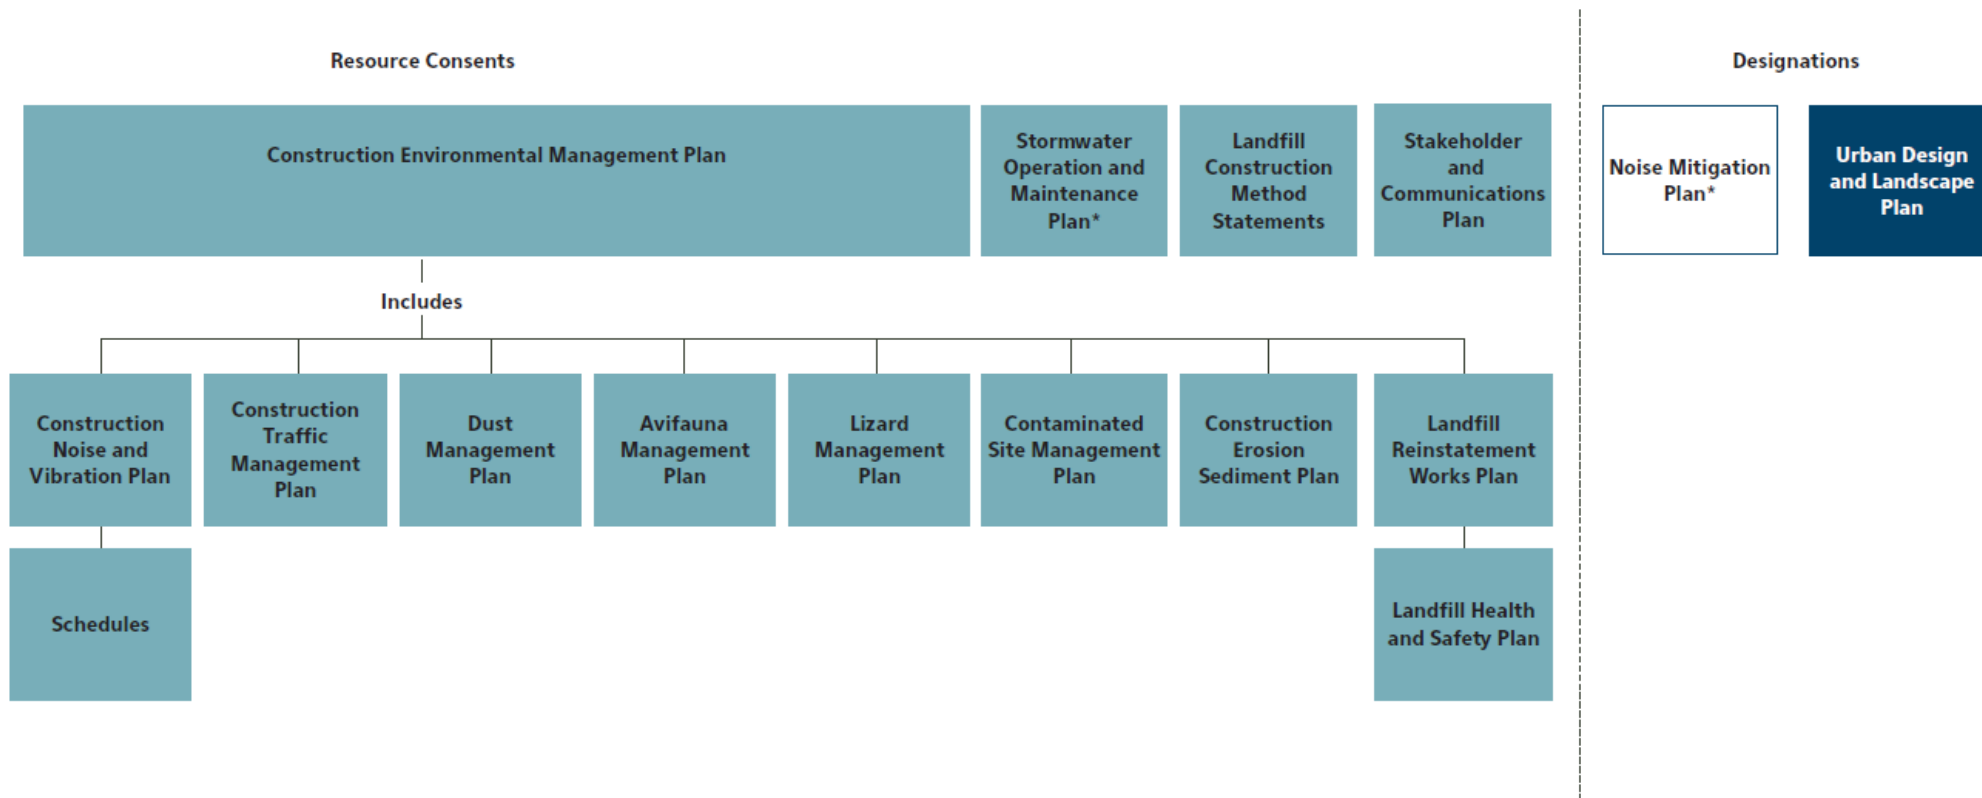 Resource Consents
Designations
Construction Environmental Management Plan
Stormwater
Operation and
Maintenance
Plan*
Landfill
Construction
Method
Statements
Stakeholder
and
Communications
Plan
Noise Mitigation
Plan*
Urban Design
and Landscape
Plan
Includes
Construction
Noise and
Vibration Plan
Construction
Traffic
Management
Plan
Dust
Management
Plan
Avifauna
Management
Plan
Lizard
Management
Plan
Contaminated
Site Management
Plan
Construction
Erosion
Sediment Plan
Landfill
Reinstatement
Works Plan
Schedules
Landfill Health
and Safety Plan